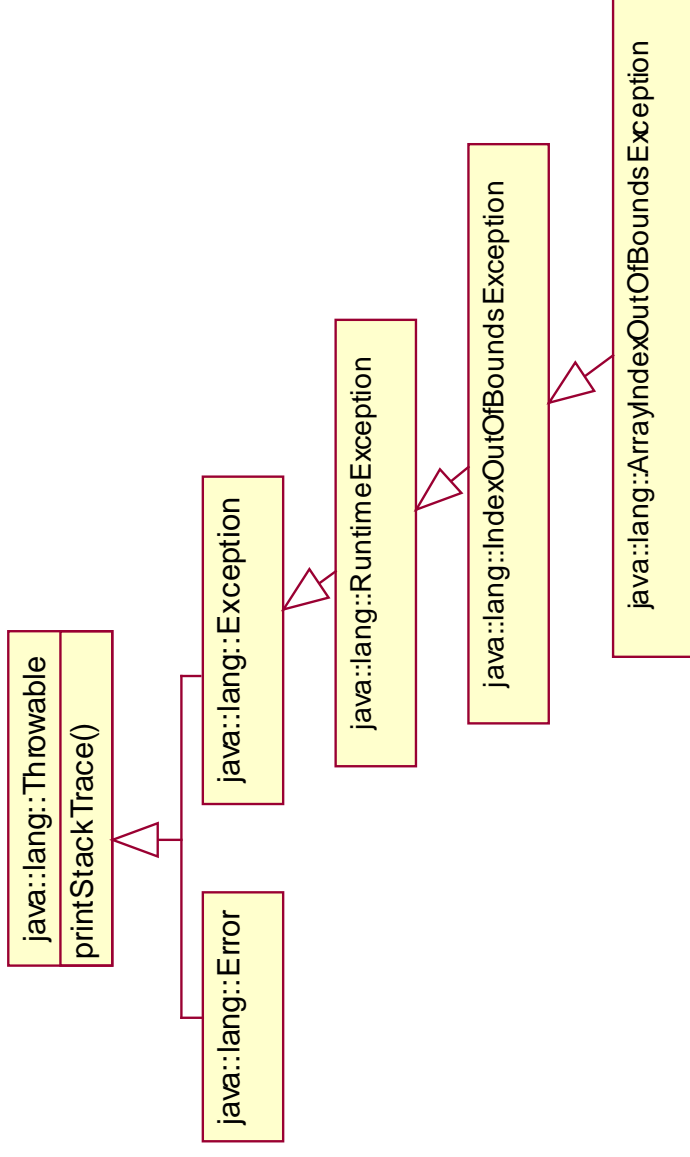 java::lang::Throwable
printStackTrace()
java::lang::Error
java::lang::Exception
java::lang::RuntimeException
java::lang::IndexOutOfBoundsException
java::lang::ArrayIndexOutOfBoundsException